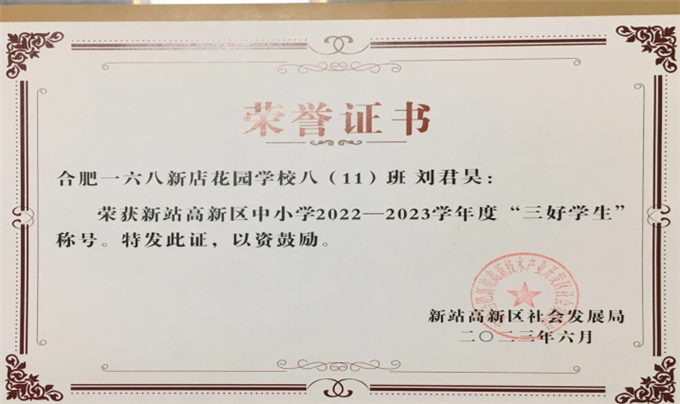 荣誉证书
合肥一六八新店花园学校八（11）班 刘君昊：
荣获新站高新区中小学2022—2023学年度“三好学生”
称号。特发此证，以资鼓励。
新站高新区社会发展局
二〇二三年六月